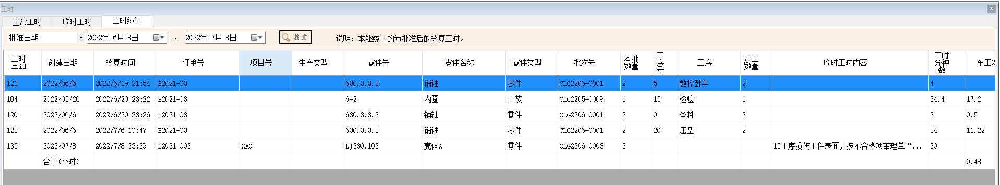 工时
正常工时 临时工时 工时统计
批准日期 2022年 6月 8日 ～ 2022年 7月 8日 搜索 说明：本处统计的为批准后的核算工时。
工时单id 创建日期 核算时间 订单号 项目号 生产类型 零件号 零件名称 零件类型 批次号 本批数量 工序号 工序 加工数量 临时工时内容 工时分钟数 车工2
121 2022/06/6 2022/6/19 21:54 B2021-03 630.3.3.3 销轴 零件 CLG2206-0001 2 5 数控卧车 2 4
104 2022/05/26 2022/6/20 23:22 B2021-03 6-2 内圈 工装 CLG2205-0009 1 15 检验 1 34.4 17.2
120 2022/06/6 2022/6/20 23:26 B2021-03 630.3.3.3 销轴 零件 CLG2206-0001 2 0 备料 2 2 0.5
123 2022/06/6 2022/7/6 10:47 B2021-03 630.3.3.3 销轴 零件 CLG2206-0001 2 20 压型 2 34 11.22
135 2022/07/8 2022/7/8 23:29 L2021-002 XXC LJ230.102 壳体A 零件 CLG2206-0003 3 15工序损伤工件表面，按不合格项审理单“... 20
合计(小时) 0.48